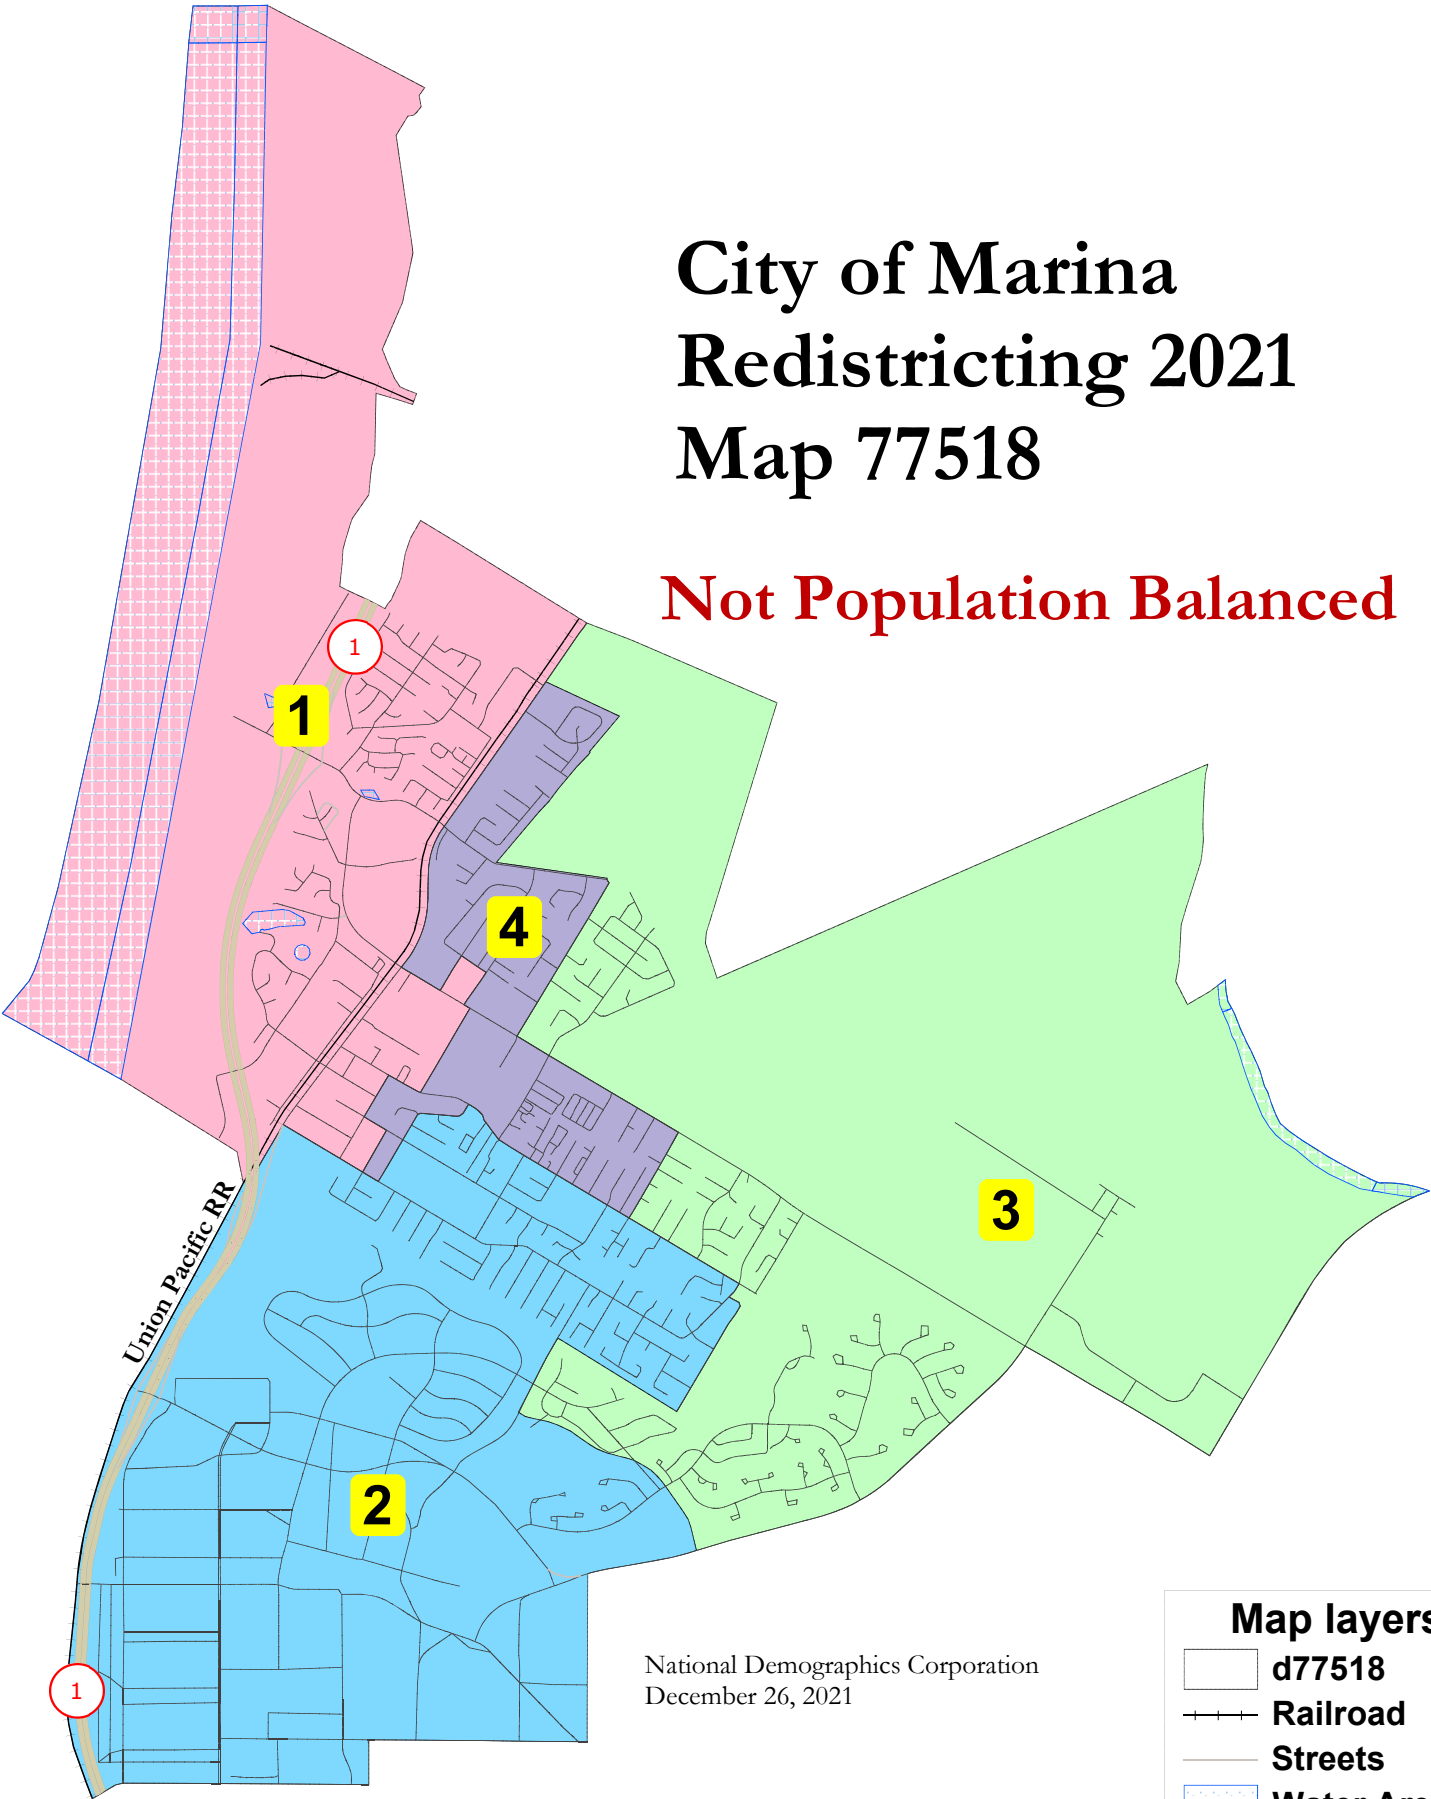 City of Marina
Redistricting 2021
Map 77518
Not Population Balanced
1
1
4
3
Union Pacific RR
2
1
National Demographics Corporation
December 26, 2021
Map layers
d77518
Railroad
Streets